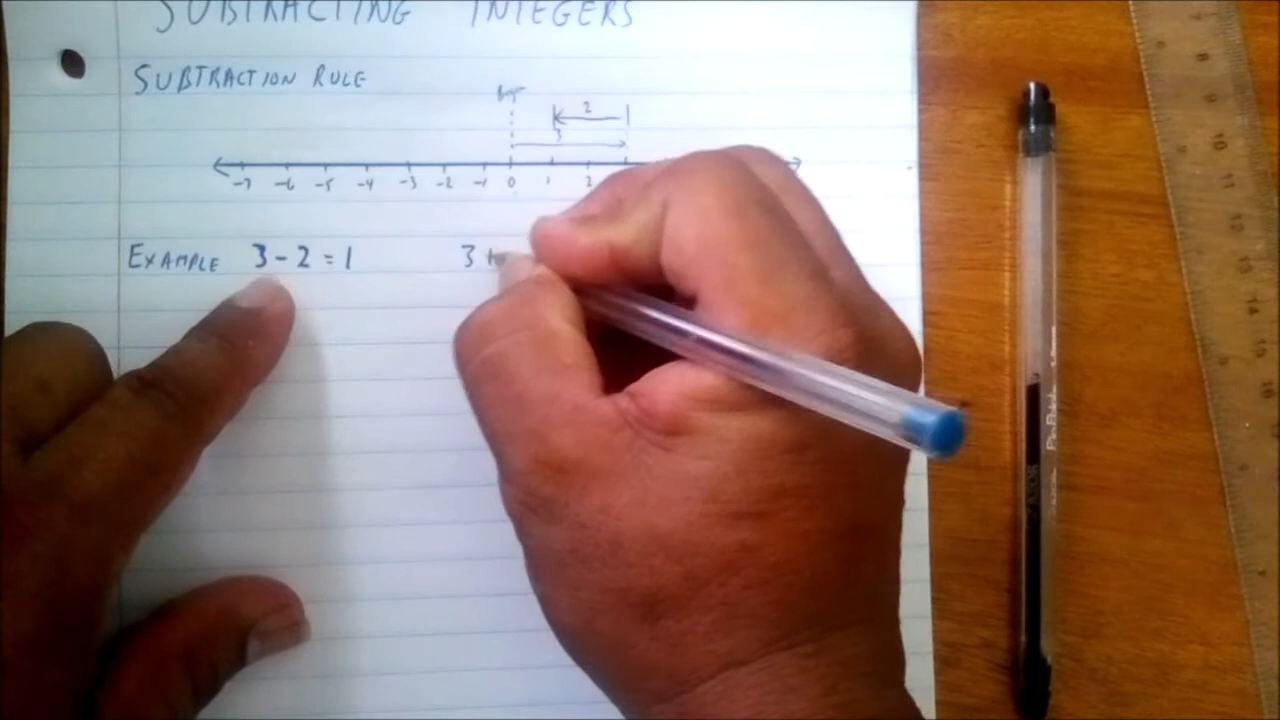 SUBTRACTING INTEGERS
SUBTRACTION RULE
2
3
-7 -6 -5 -4 -3 -2 -1 0 1 2
EXAMPLE 3 - 2 = 1 3 +